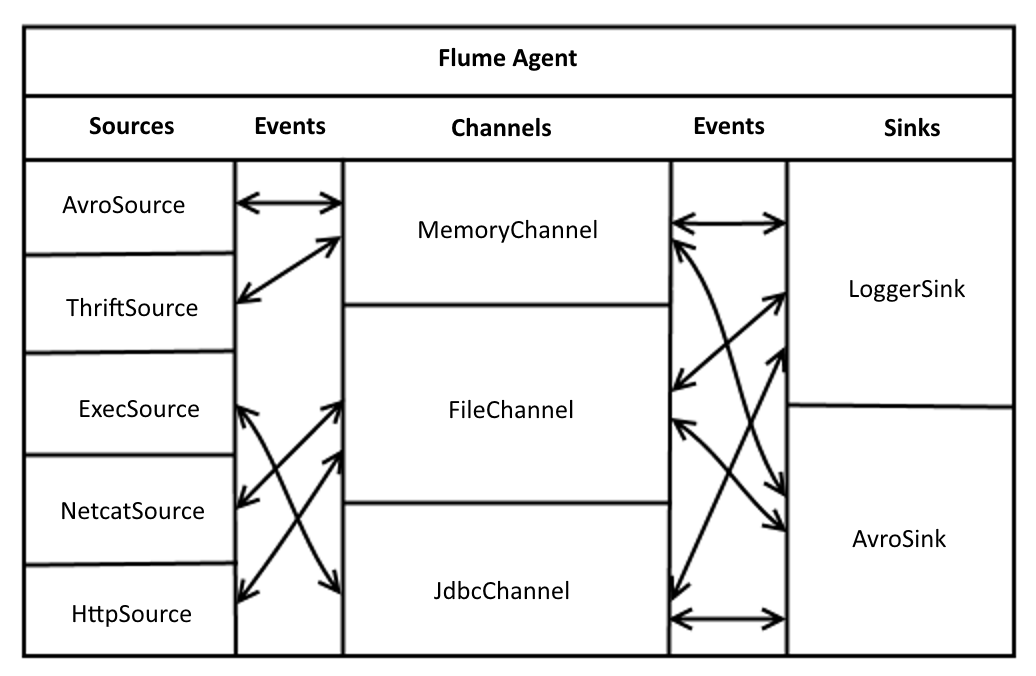 Flume Agent
Sources Events Channels Events Sinks
AvroSource
ThriftSource
ExecSource
NetcatSource
HttpSource
MemoryChannel
FileChannel
JdbcChannel
LoggerSink
AvroSink